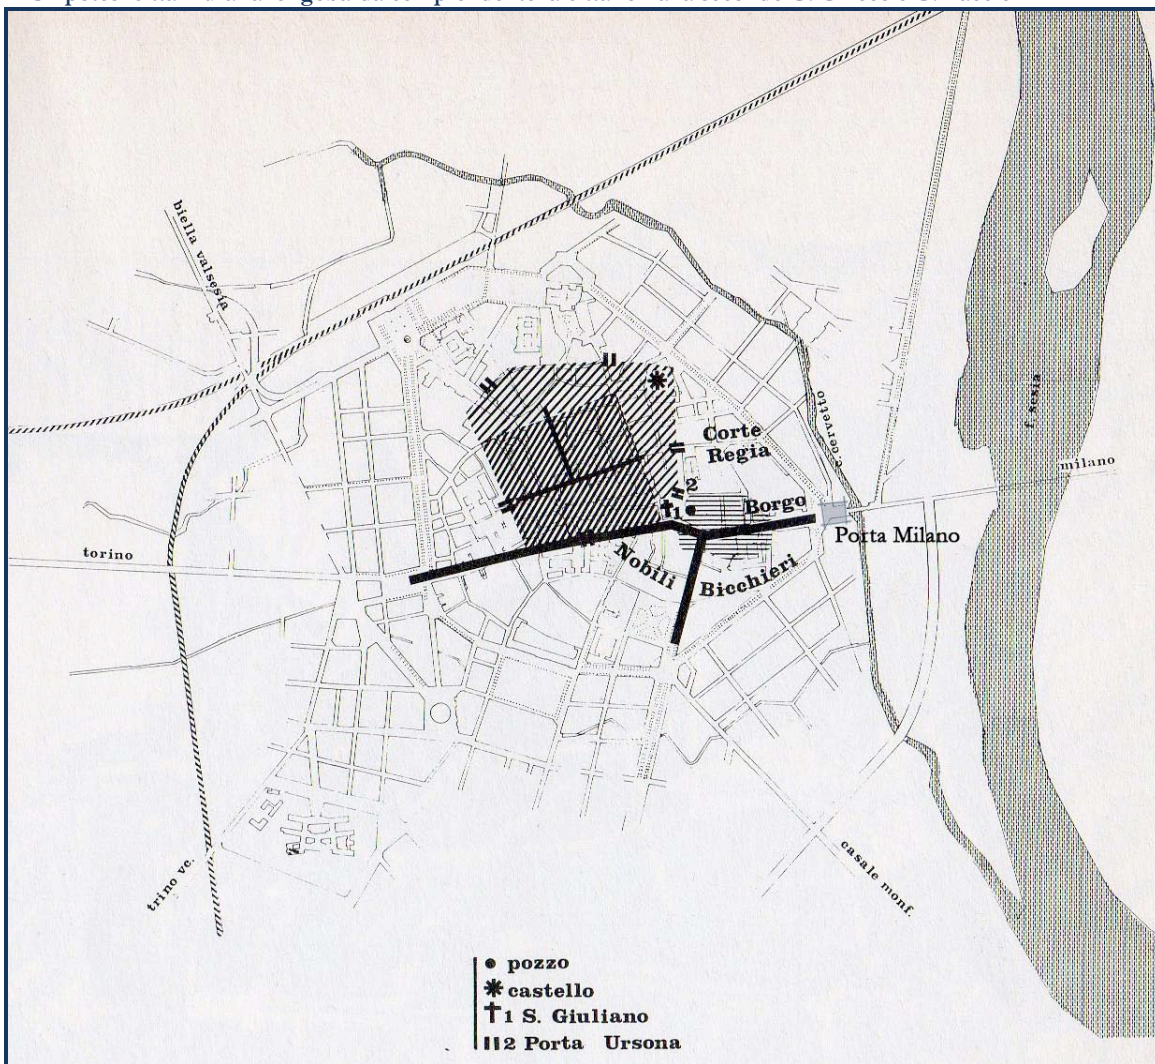 biella valsesia
f. sesia
c. cervetto
Corte
Regia
milano
2
1
Borgo
Porta Milano
torino
Nobili
Bicchieri
trino vc.
casale monf.
pozzo
castello
1 S. Giuliano
2 Porta Ursona